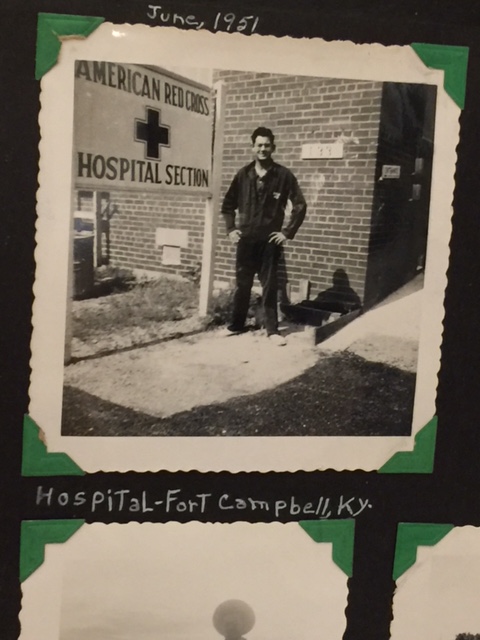 June, 1951
AMERICAN RED CROSS
HOSPITAL SECTION
HOSPITAL-FORT Campbell, Ky.